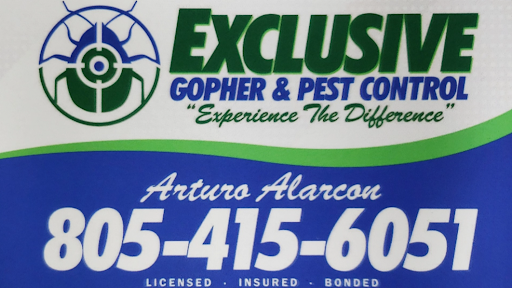 EXCLUSIVE
GOPHER & PEST CONTROL
"Experience The Difference"
Arturo Alarcon
805-415-6051
LICENSED · INSURED · BONDED